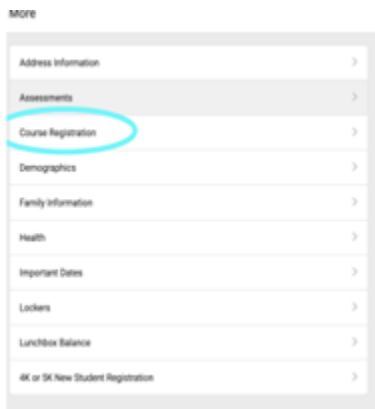 More
Address Information
Assessments
Course Registration
Demographics
Family Information
Health
Important Dates
Lockers
Lunchbox Balance
4K or 5K New Student Registration